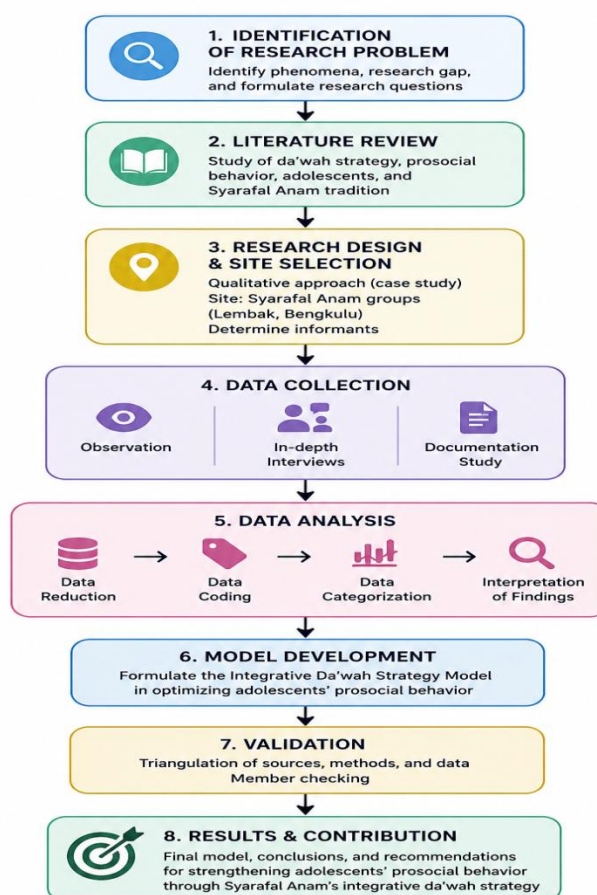 1. IDENTIFICATION
OF RESEARCH PROBLEM
Identify phenomena, research gap,
and formulate research questions
2. LITERATURE REVIEW
Study of da'wah strategy, prosocial
behavior, adolescents, and
Syarafal Anam tradition
3. RESEARCH DESIGN
& SITE SELECTION
Qualitative approach (case study)
Site: Syarafal Anam groups
(Lembak, Bengkulu)
Determine informants
4. DATA COLLECTION
Observation
In-depth
Interviews
Documentation
Study
5. DATA ANALYSIS
Data
Reduction
Data
Coding
Data
Categorization
Interpretation
of Findings
6. MODEL DEVELOPMENT
Formulate the Integrative Da'wah Strategy Model
in optimizing adolescents' prosocial behavior
7. VALIDATION
Triangulation of sources, methods, and data
Member checking
8. RESULTS & CONTRIBUTION
Final model, conclusions, and recommendations
for strengthening adolescents' prosocial behavior
through Syarafal Anam's integrative da'wah strategy